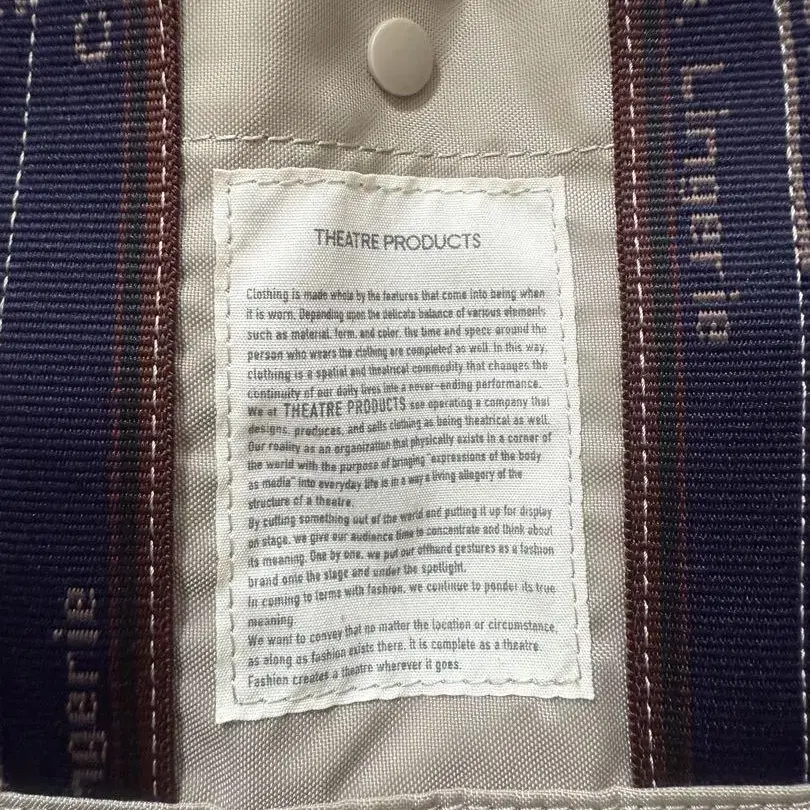 THEATRE PRODUCTS
Clothing is made whole by the features that come into being when
it is worn. Depending upon the delicate balance of various elements
such as material, form, and color, the time and space around the
person who wears the clothing are completed as well. In this way,
clothing is a spatial and theatrical commodity that changes the
continuity of our daily lives into a never-ending performance.
We at THEATRE PRODUCTS see operating a company that
designs, produces, and sells clothing as being theatrical as well.
Our reality as an organization that physically exists in a corner of
the world with the purpose of bringing "expressions of the body
as media" into everyday life is in a way a living allegory of the
structure of a theatre.
By cutting something out of the world and putting it up for display
on stage, we give our audience time to concentrate and think about
its meaning. One by one, we put our offhand gestures as a fashion
brand onto the stage and under the spotlight.
In coming to terms with fashion, we continue to ponder its true
meaning.
We want to convey that no matter the location or circumstance,
as along as fashion exists there, it is complete as a theatre.
Fashion creates a theatre wherever it goes.
Lingerie
ngerie